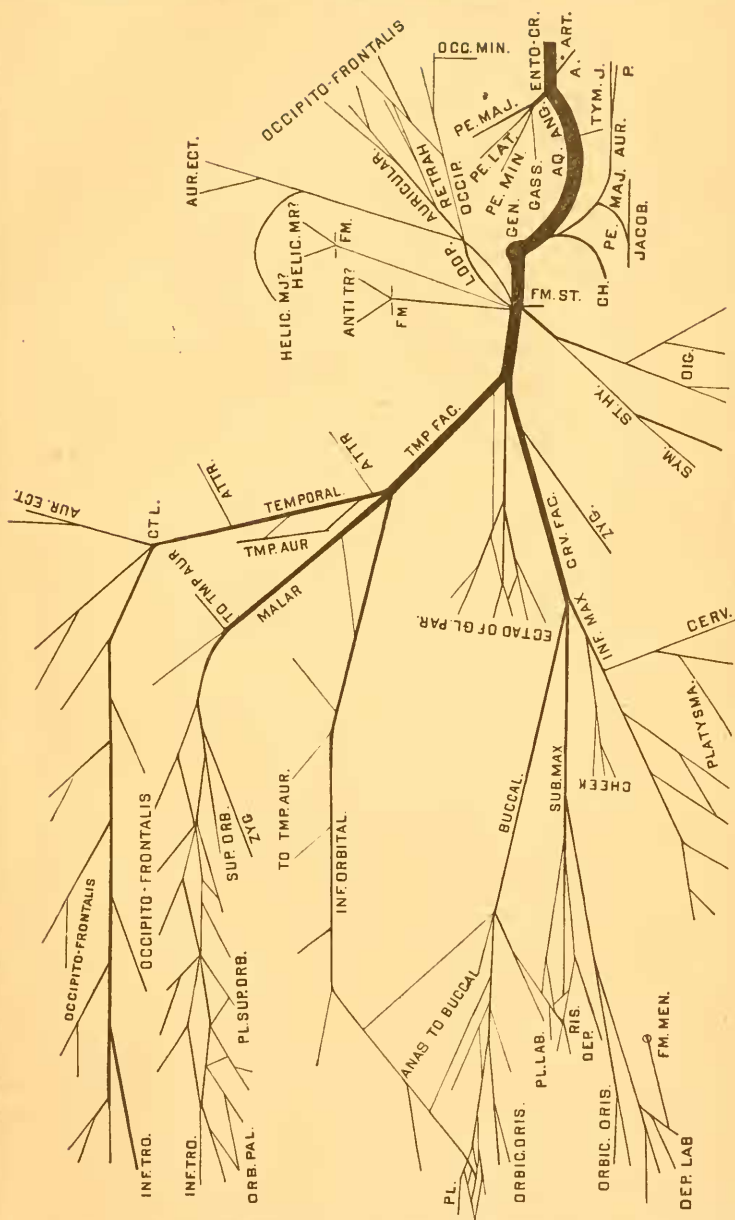 OCCIPITO-FRONTALIS
OCC. MIN.
AUR. ECT.
AURICULAR.
RETRAH
OCCIP.
PE. MAJ.
PE. LAT.
PE. MIN.
GASS.
GEN.
ENTO-CR.
ART.
A.
ANG.
AQ.
TYM. J.
P.
PE. MAJ. AUR.
JACOB.
CH.
LOOP.
HELIC. MJ?
HELIC. MR?
FM.
ANTI TR?
FM
FM. ST.
DIG.
ST. HY.
SYM.
TMP. FAC.
ATTR
ATTR.
TEMPORAL.
TMP. AUR
AUR. ECT.
CT L.
TO TMP AUR
MALAR
CRV. FAC.
ZYG.
ECTAD OF GL. PAR.
INF. MAX
CERV.
PLATYSMA.
CHEEK
SUB. MAX
BUCCAL.
OCCIPITO-FRONTALIS
OCCIPITO-FRONTALIS
SUP. ORB.
ZYG
TO TMP. AUR.
INF. ORBITAL.
PL. SUP. ORB.
INF. TRO.
INF. TRO.
ORB. PAL.
ANAS TO BUCCAL
PL.
ORBIC. ORIS.
PL. LAB.
RIS.
DEP.
ORBIC. ORIS.
FM. MEN.
DEP. LAB